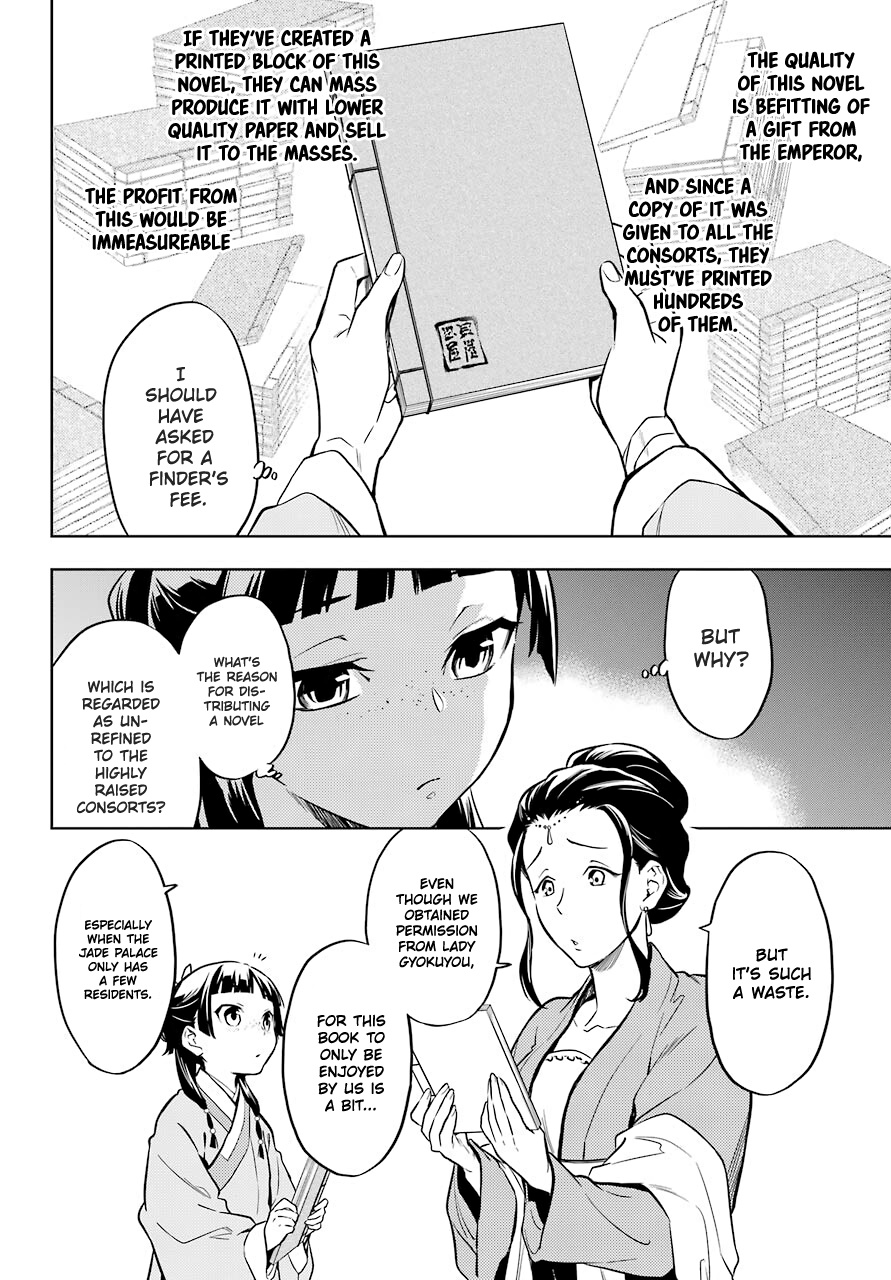 THE QUALITY
OF THIS NOVEL
IS BEFITTING OF
A GIFT FROM
THE EMPEROR,
AND SINCE A
COPY OF IT WAS
GIVEN TO ALL THE
CONSORTS, THEY
MUST'VE PRINTED
HUNDREDS
OF THEM.
IF THEY'VE CREATED A
PRINTED BLOCK OF THIS
NOVEL, THEY CAN MASS
PRODUCE IT WITH LOWER
QUALITY PAPER AND SELL
IT TO THE MASSES.
THE PROFIT FROM
THIS WOULD BE
IMMEASUREABLE
I
SHOULD
HAVE
ASKED
FOR A
FINDER'S
FEE.
BUT
WHY?
WHAT'S
THE REASON
FOR DIS-
TRIBUTING
A NOVEL
WHICH IS
REGARDED
AS UN-
REFINED
TO THE
HIGHLY
RAISED
CONSORTS?
BUT
IT'S SUCH
A WASTE.
EVEN
THOUGH WE
OBTAINED
PERMISSION
FROM LADY
GYOKUYOU,
FOR THIS
BOOK TO
ONLY BE
ENJOYED
BY US IS
A BIT...
ESPECIALLY
WHEN THE
JADE PALACE
ONLY HAS
A FEW
RESIDENTS.